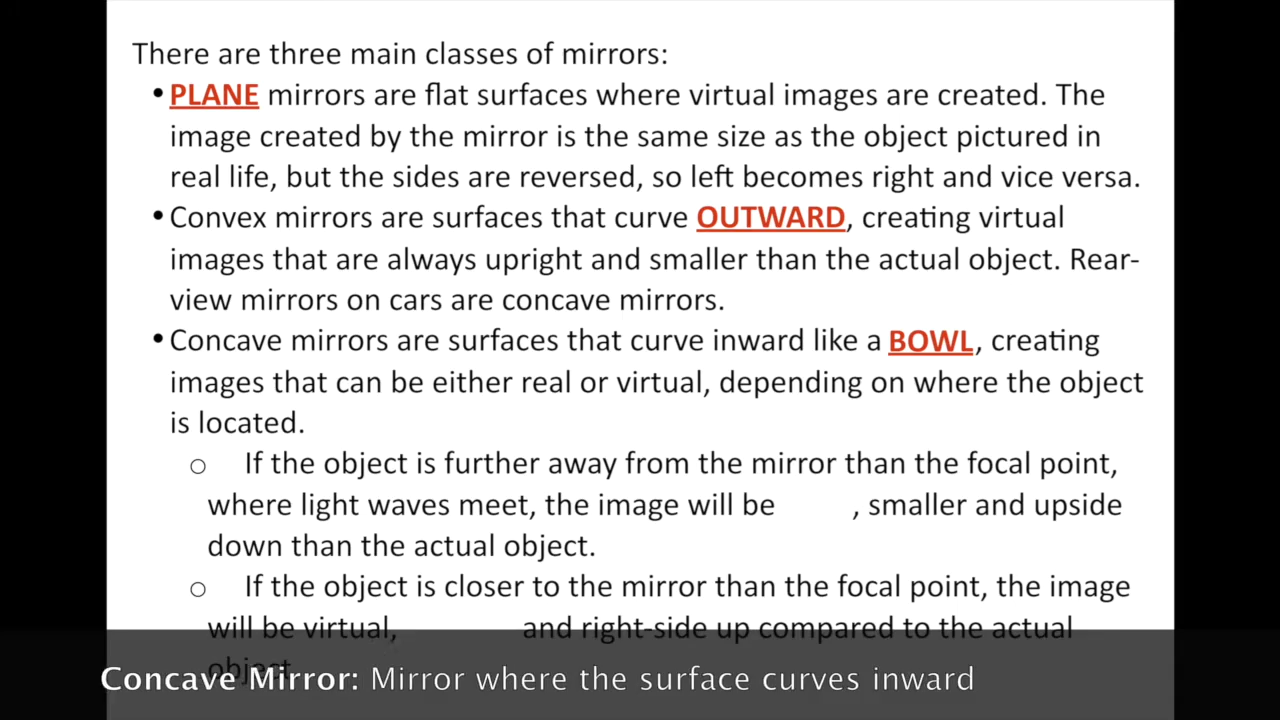 There are three main classes of mirrors:
• PLANE mirrors are flat surfaces where virtual images are created. The
image created by the mirror is the same size as the object pictured in
real life, but the sides are reversed, so left becomes right and vice versa.
• Convex mirrors are surfaces that curve OUTWARD, creating virtual
images that are always upright and smaller than the actual object. Rear-
view mirrors on cars are concave mirrors.
• Concave mirrors are surfaces that curve inward like a BOWL, creating
images that can be either real or virtual, depending on where the object
is located.
○ If the object is further away from the mirror than the focal point,
where light waves meet, the image will be , smaller and upside
down than the actual object.
○ If the object is closer to the mirror than the focal point, the image
will be virtual, and right-side up compared to the actual
object.
Concave Mirror: Mirror where the surface curves inward